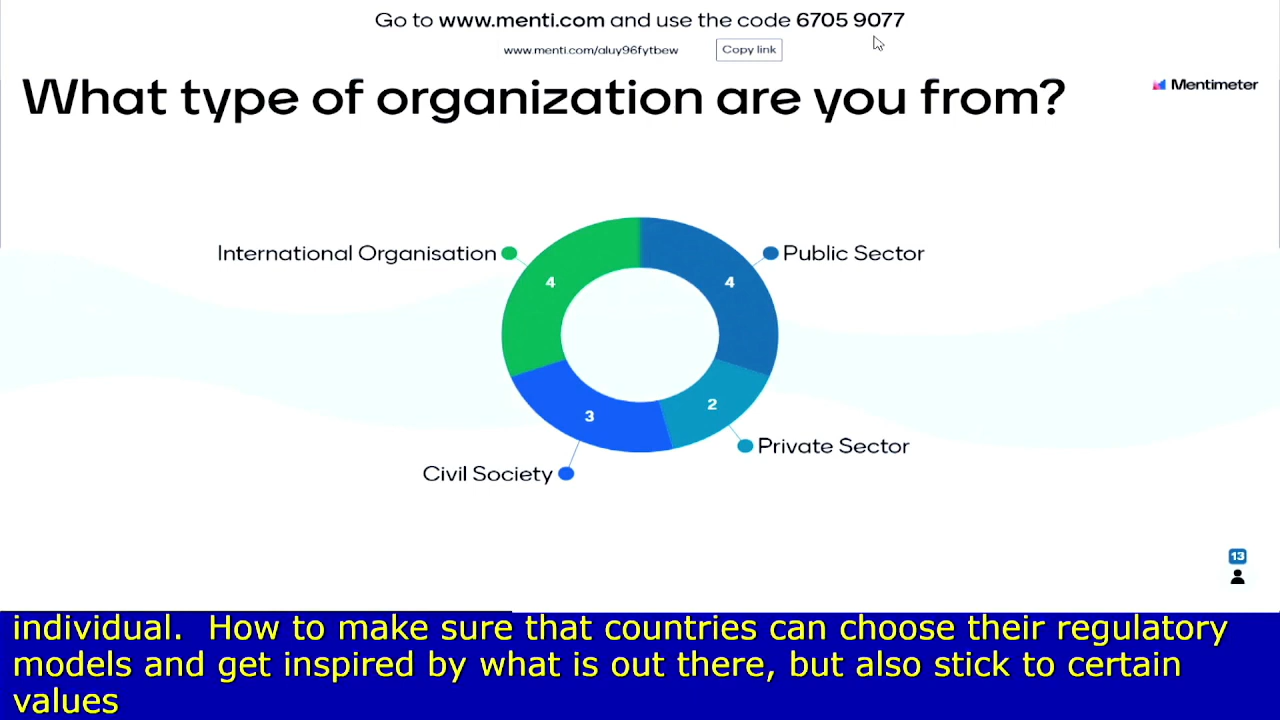 Go to www.menti.com and use the code 6705 9077
www.menti.com/aluy96fytbew
Copy link
What type of organization are you from?
Mentimeter
International Organisation
Public Sector
4
4
2
3
Private Sector
Civil Society
13
individual.  How to make sure that countries can choose their regulatory
models and get inspired by what is out there, but also stick to certain
values